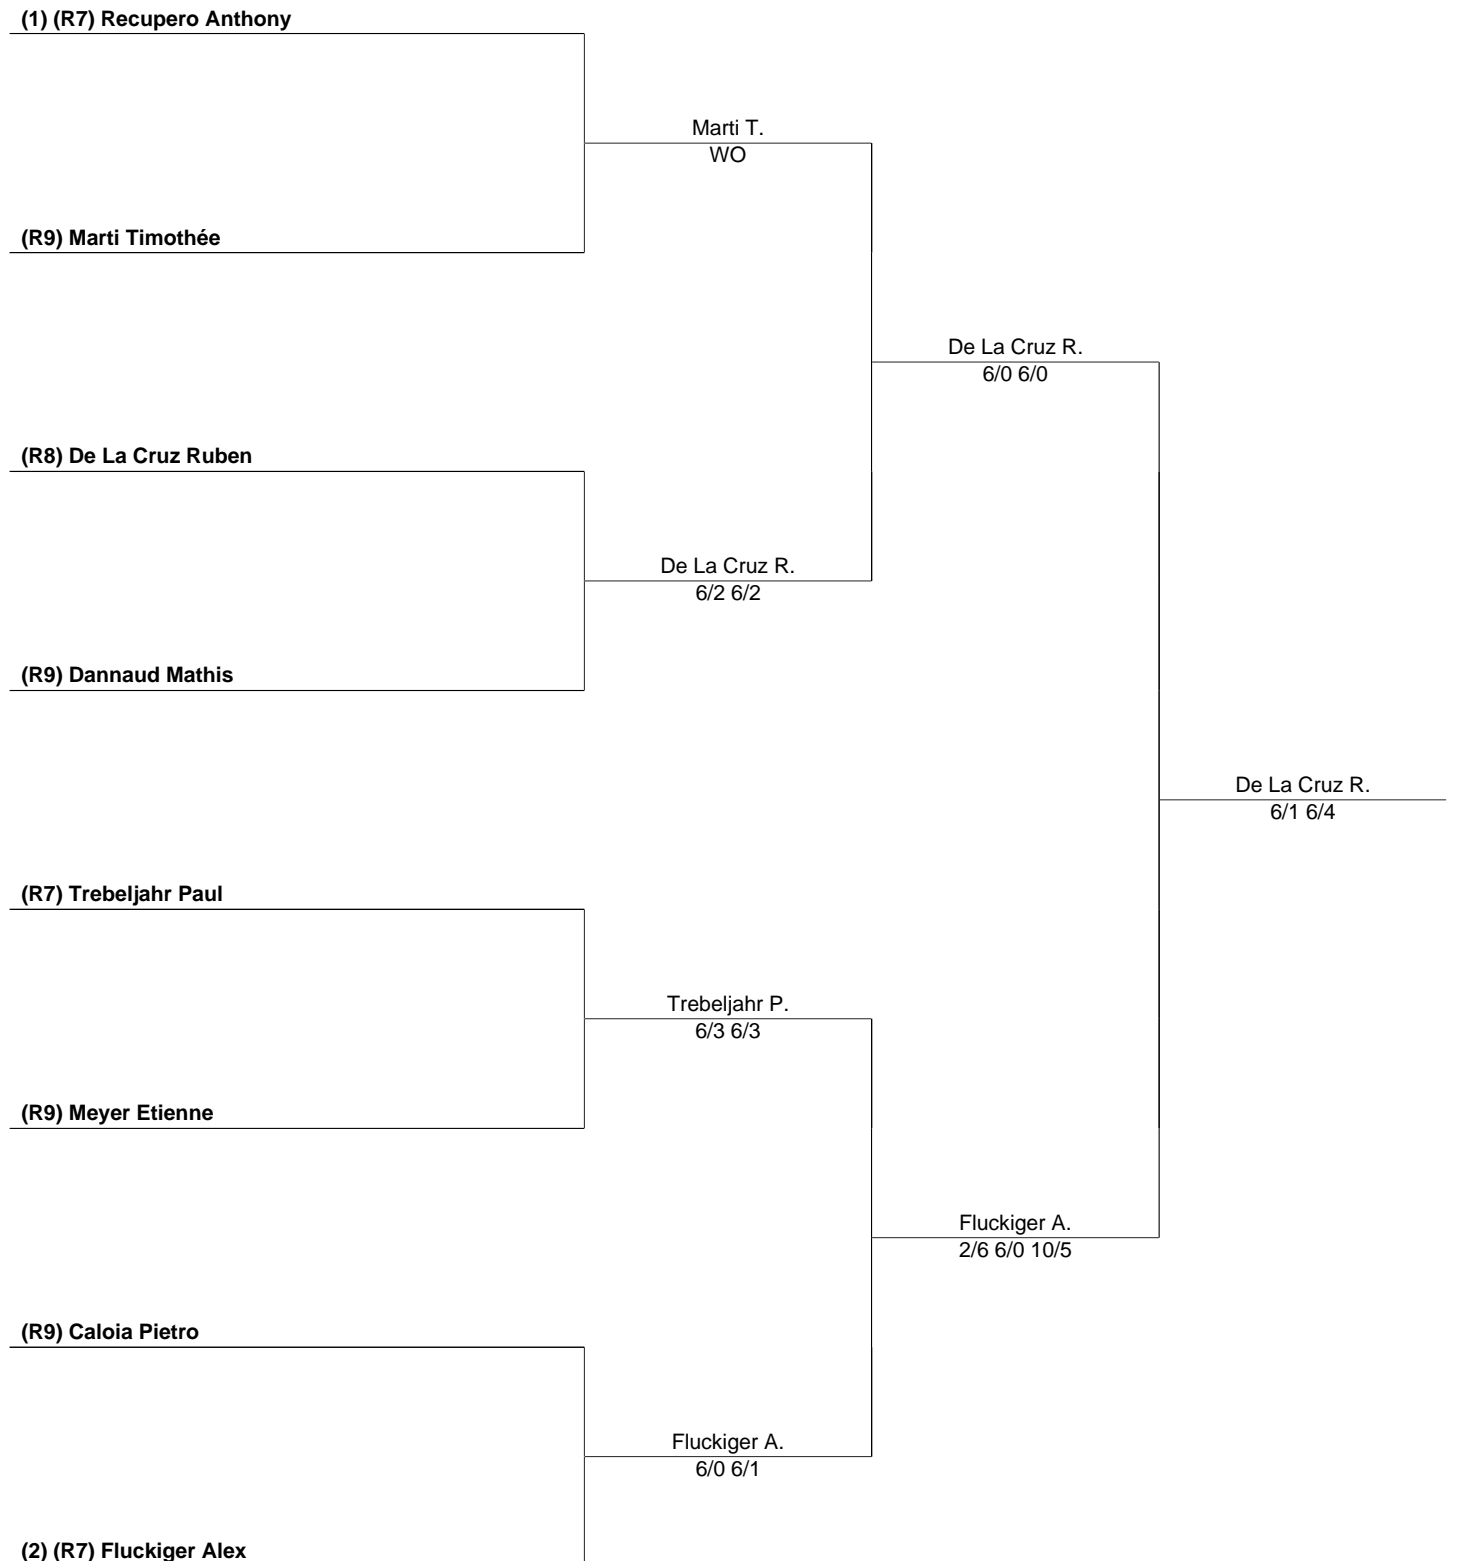 (1) (R7) Recupero Anthony
Marti T.
WO
(R9) Marti Timothée
De La Cruz R.
6/0 6/0
(R8) De La Cruz Ruben
De La Cruz R.
6/2 6/2
(R9) Dannaud Mathis
De La Cruz R.
6/1 6/4
(R7) Trebeljahr Paul
Trebeljahr P.
6/3 6/3
(R9) Meyer Etienne
Fluckiger A.
2/6 6/0 10/5
(R9) Caloia Pietro
Fluckiger A.
6/0 6/1
(2) (R7) Fluckiger Alex